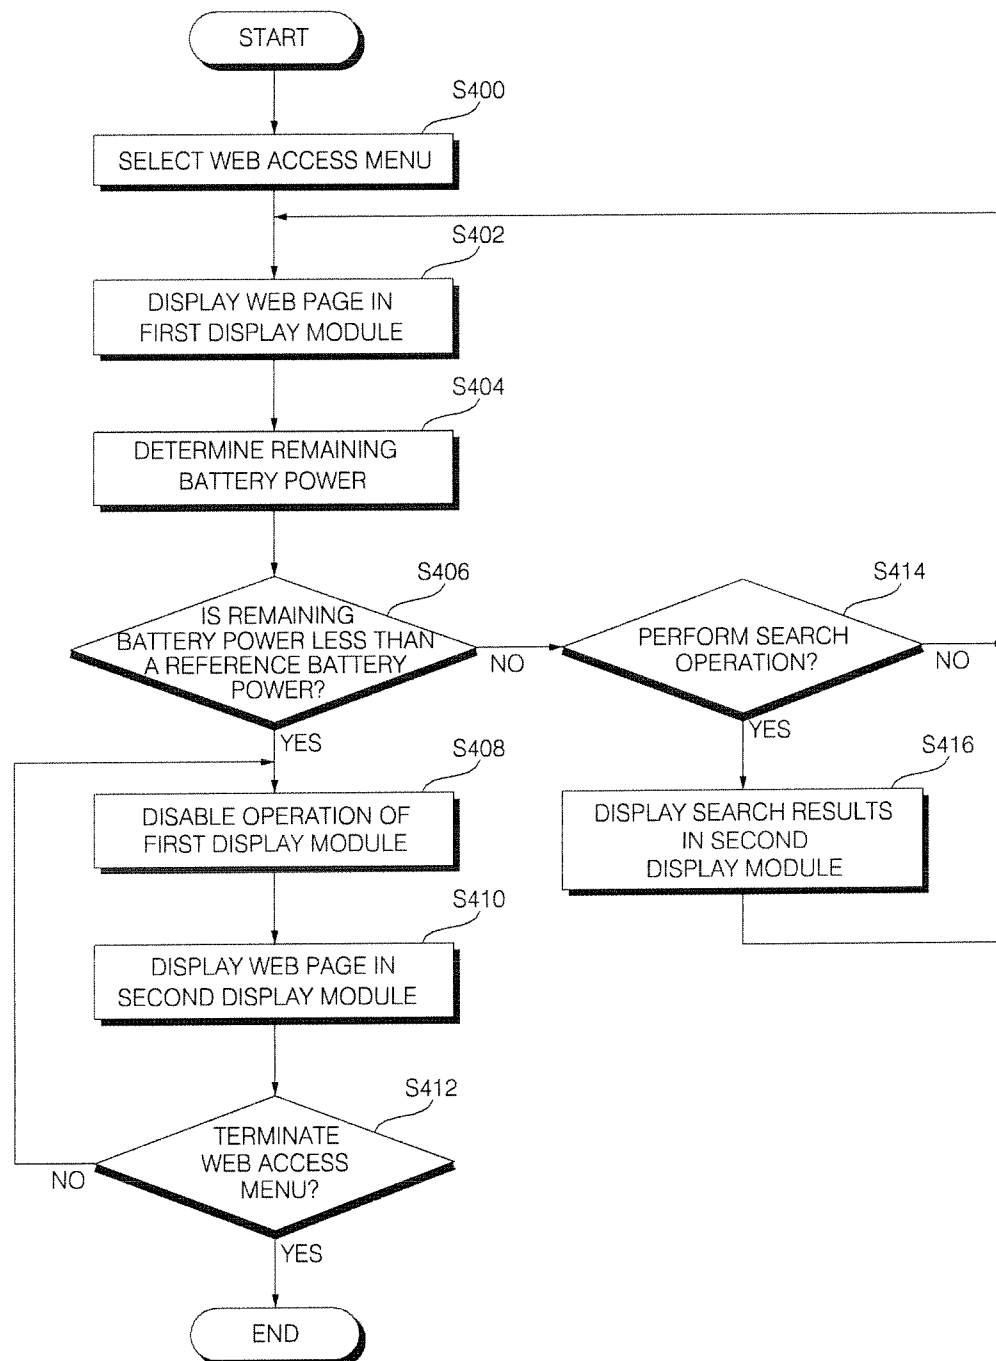 START
S400
SELECT WEB ACCESS MENU
S402
DISPLAY WEB PAGE IN
FIRST DISPLAY MODULE
S404
DETERMINE REMAINING
BATTERY POWER
S406
IS REMAINING
BATTERY POWER LESS THAN
A REFERENCE BATTERY
POWER?
NO
YES
S414
PERFORM SEARCH
OPERATION?
NO
YES
S416
DISPLAY SEARCH RESULTS
IN SECOND
DISPLAY MODULE
S408
DISABLE OPERATION OF
FIRST DISPLAY MODULE
S410
DISPLAY WEB PAGE IN
SECOND DISPLAY MODULE
S412
TERMINATE
WEB ACCESS
MENU?
NO
YES
END